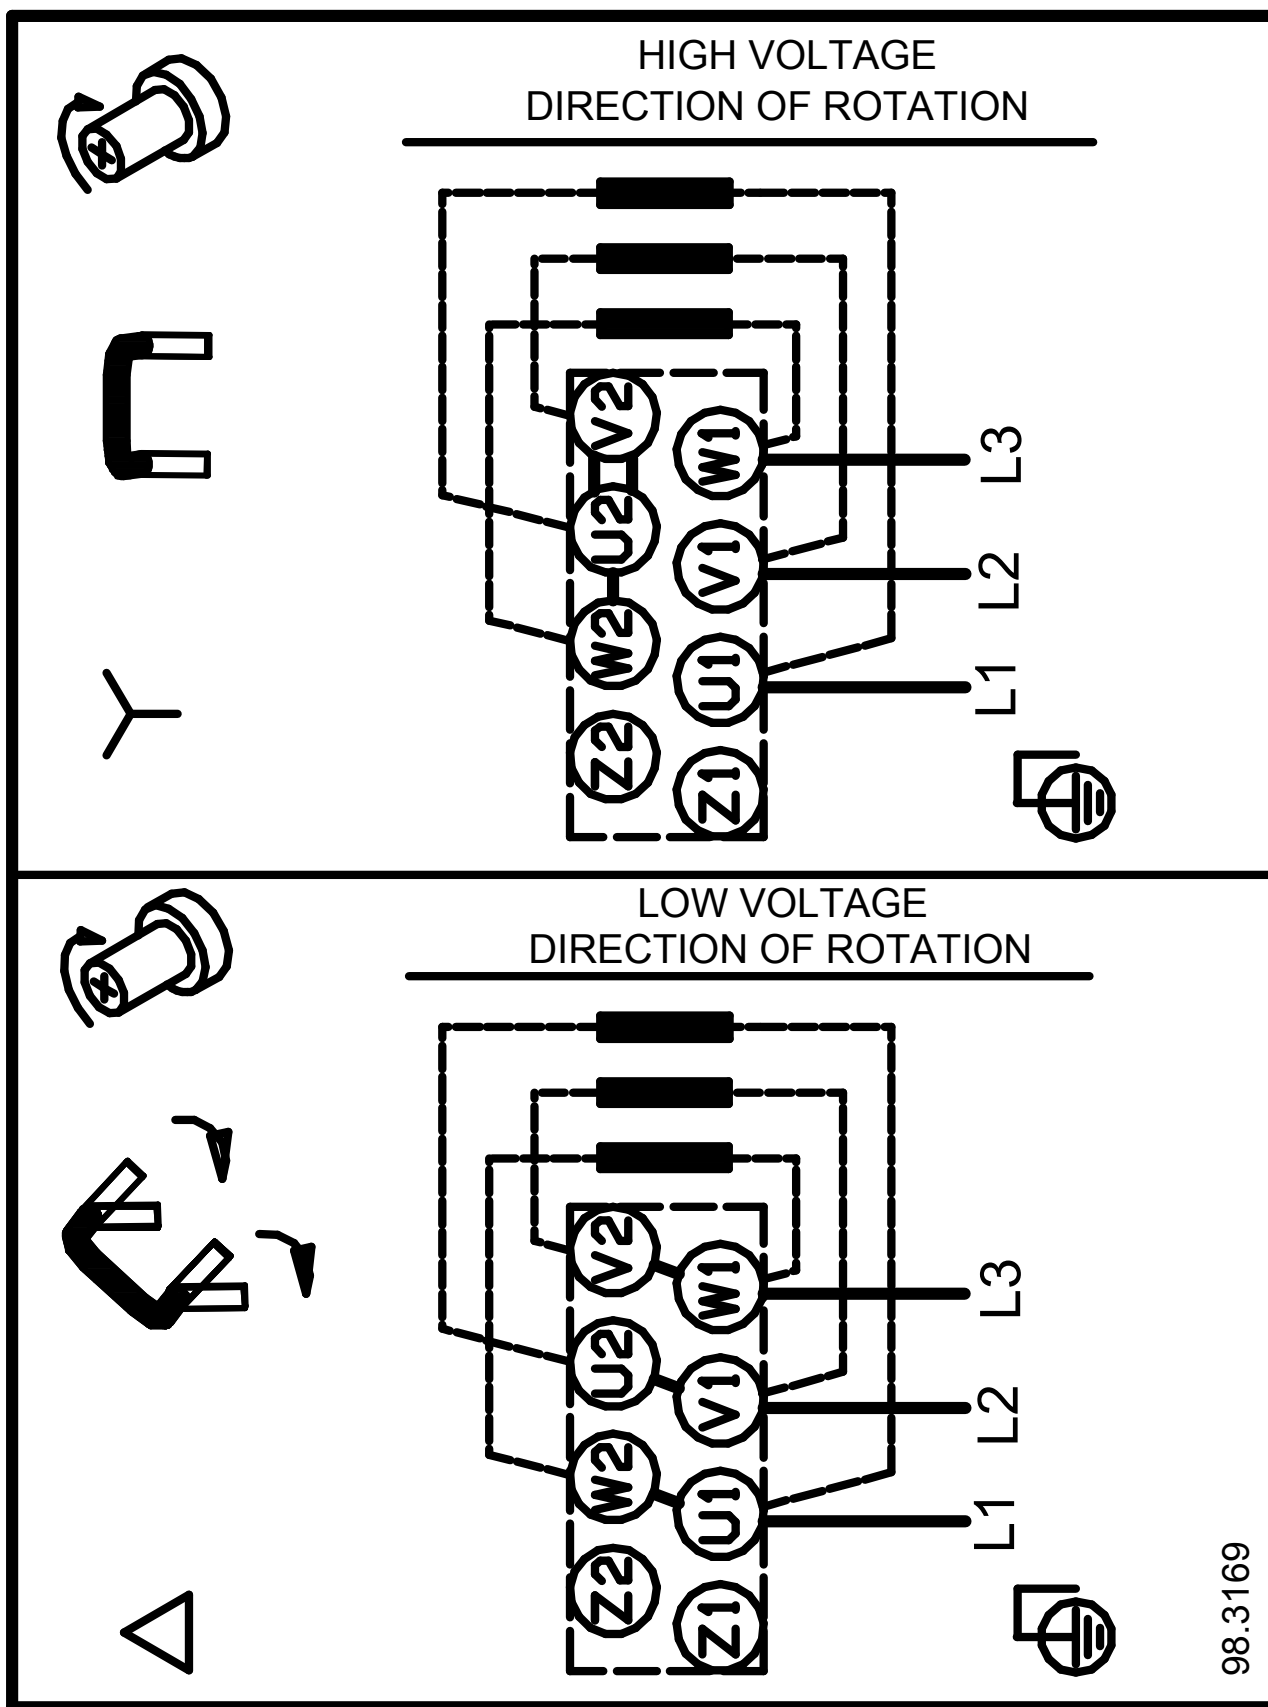 HIGH VOLTAGE
DIRECTION OF ROTATION
V2
W1
L3
U2
V1
L2
W2
U1
L1
Z2
Z1
LOW VOLTAGE
DIRECTION OF ROTATION
V2
W1
L3
U2
V1
L2
W2
U1
L1
Z2
Z1
98.3169